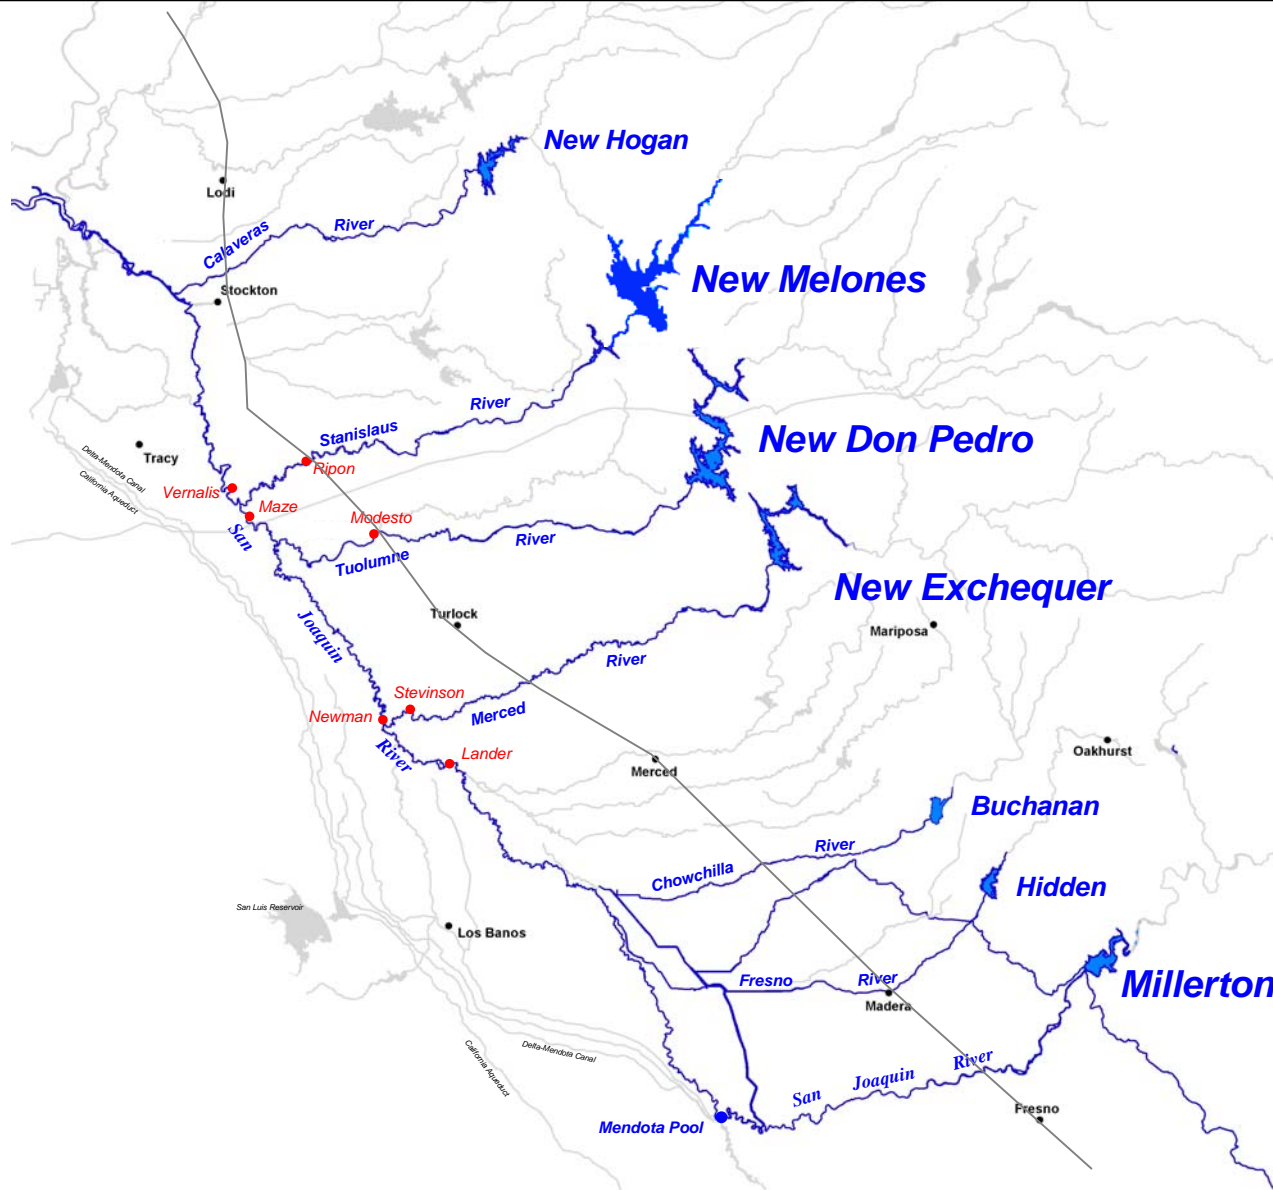 New Hogan
Lodi
River
Calaveras
New Melones
Stockton
River
Stanislaus
New Don Pedro
Tracy
Delta-Mendota Canal
California Aqueduct
Ripon
Vernalis
Maze
Modesto
San
River
Tuolumne
New Exchequer
Turlock
Joaquin
Mariposa
River
Stevinson
Newman
Merced
River
Lander
Oakhurst
Merced
Buchanan
River
Chowchilla
Hidden
San Luis Reservoir
Los Banos
Fresno
River
Millerton
Madera
Delta-Mendota Canal
California Aqueduct
River
Joaquin
San
Fresno
Mendota Pool